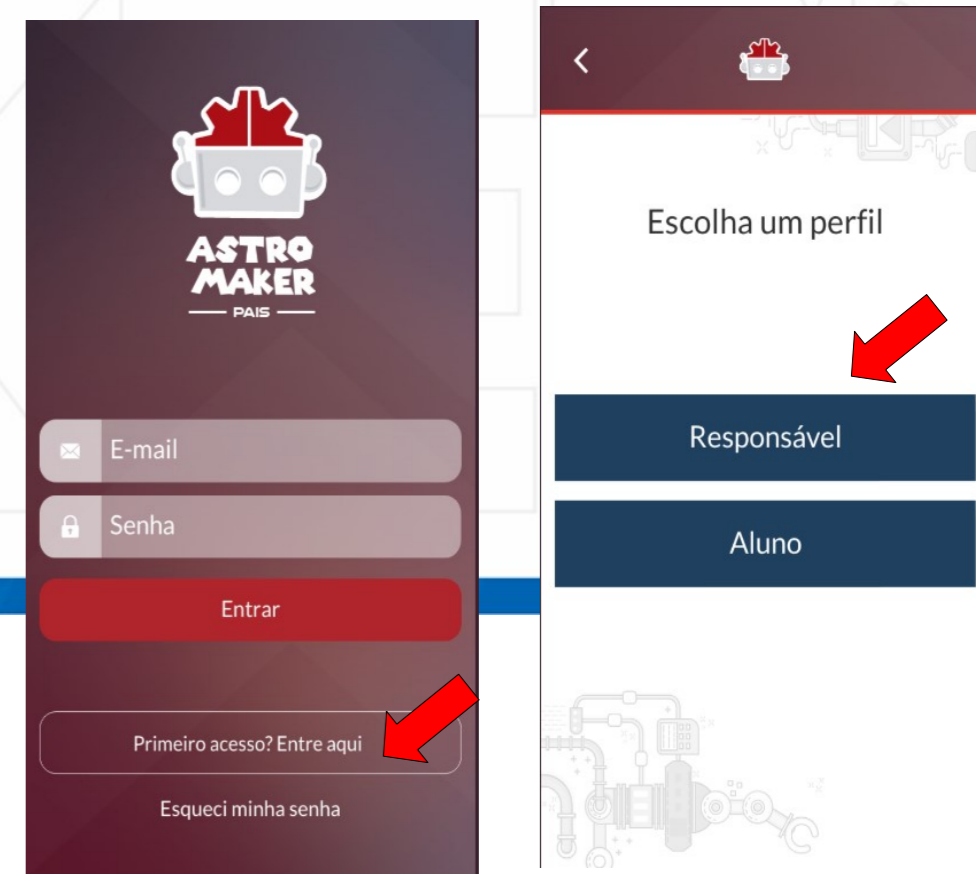 ASTRO
MAKER
PAIS
E-mail
Senha
Entrar
Primeiro acesso? Entre aqui
Esqueci minha senha
Escolha um perfil
Responsável
Aluno